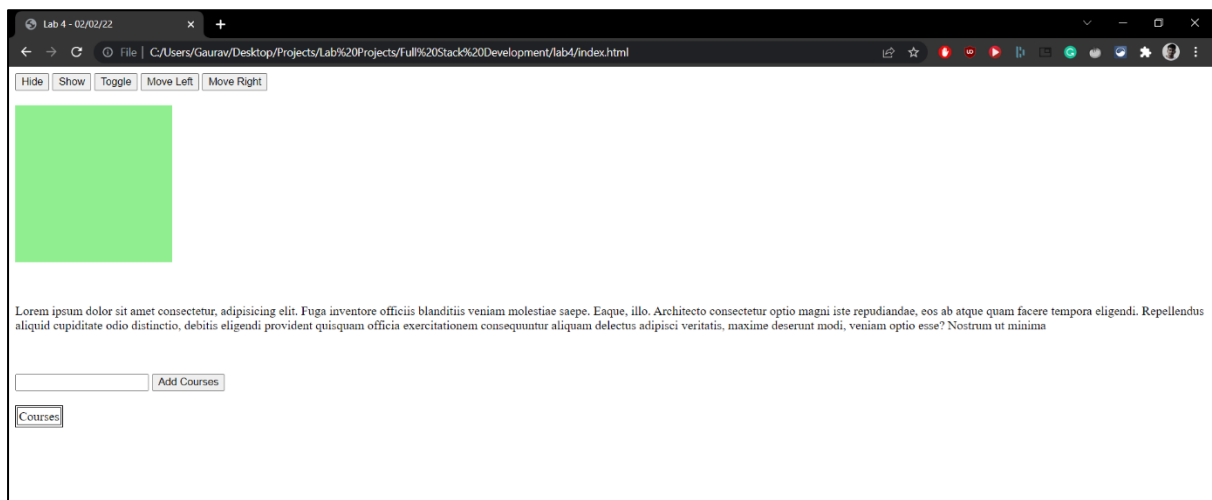 Lab 4 - 02/02/22
File | C:/Users/Gaurav/Desktop/Projects/Lab%20Projects/Full%20Stack%20Development/lab4/index.html
Hide Show Toggle Move Left Move Right
Lorem ipsum dolor sit amet consectetur, adipisicing elit. Fuga inventore officiis blanditiis veniam molestiae saepe. Eaque, illo. Architecto consectetur optio magni iste repudiandae, eos ab atque quam facere tempora eligendi. Repellendus
aliquid cupiditate odio distinctio, debitis eligendi provident quisquam officia exercitationem consequuntur aliquam delectus adipisci veritatis, maxime deserunt modi, veniam optio esse? Nostrum ut minima
Add Courses
Courses